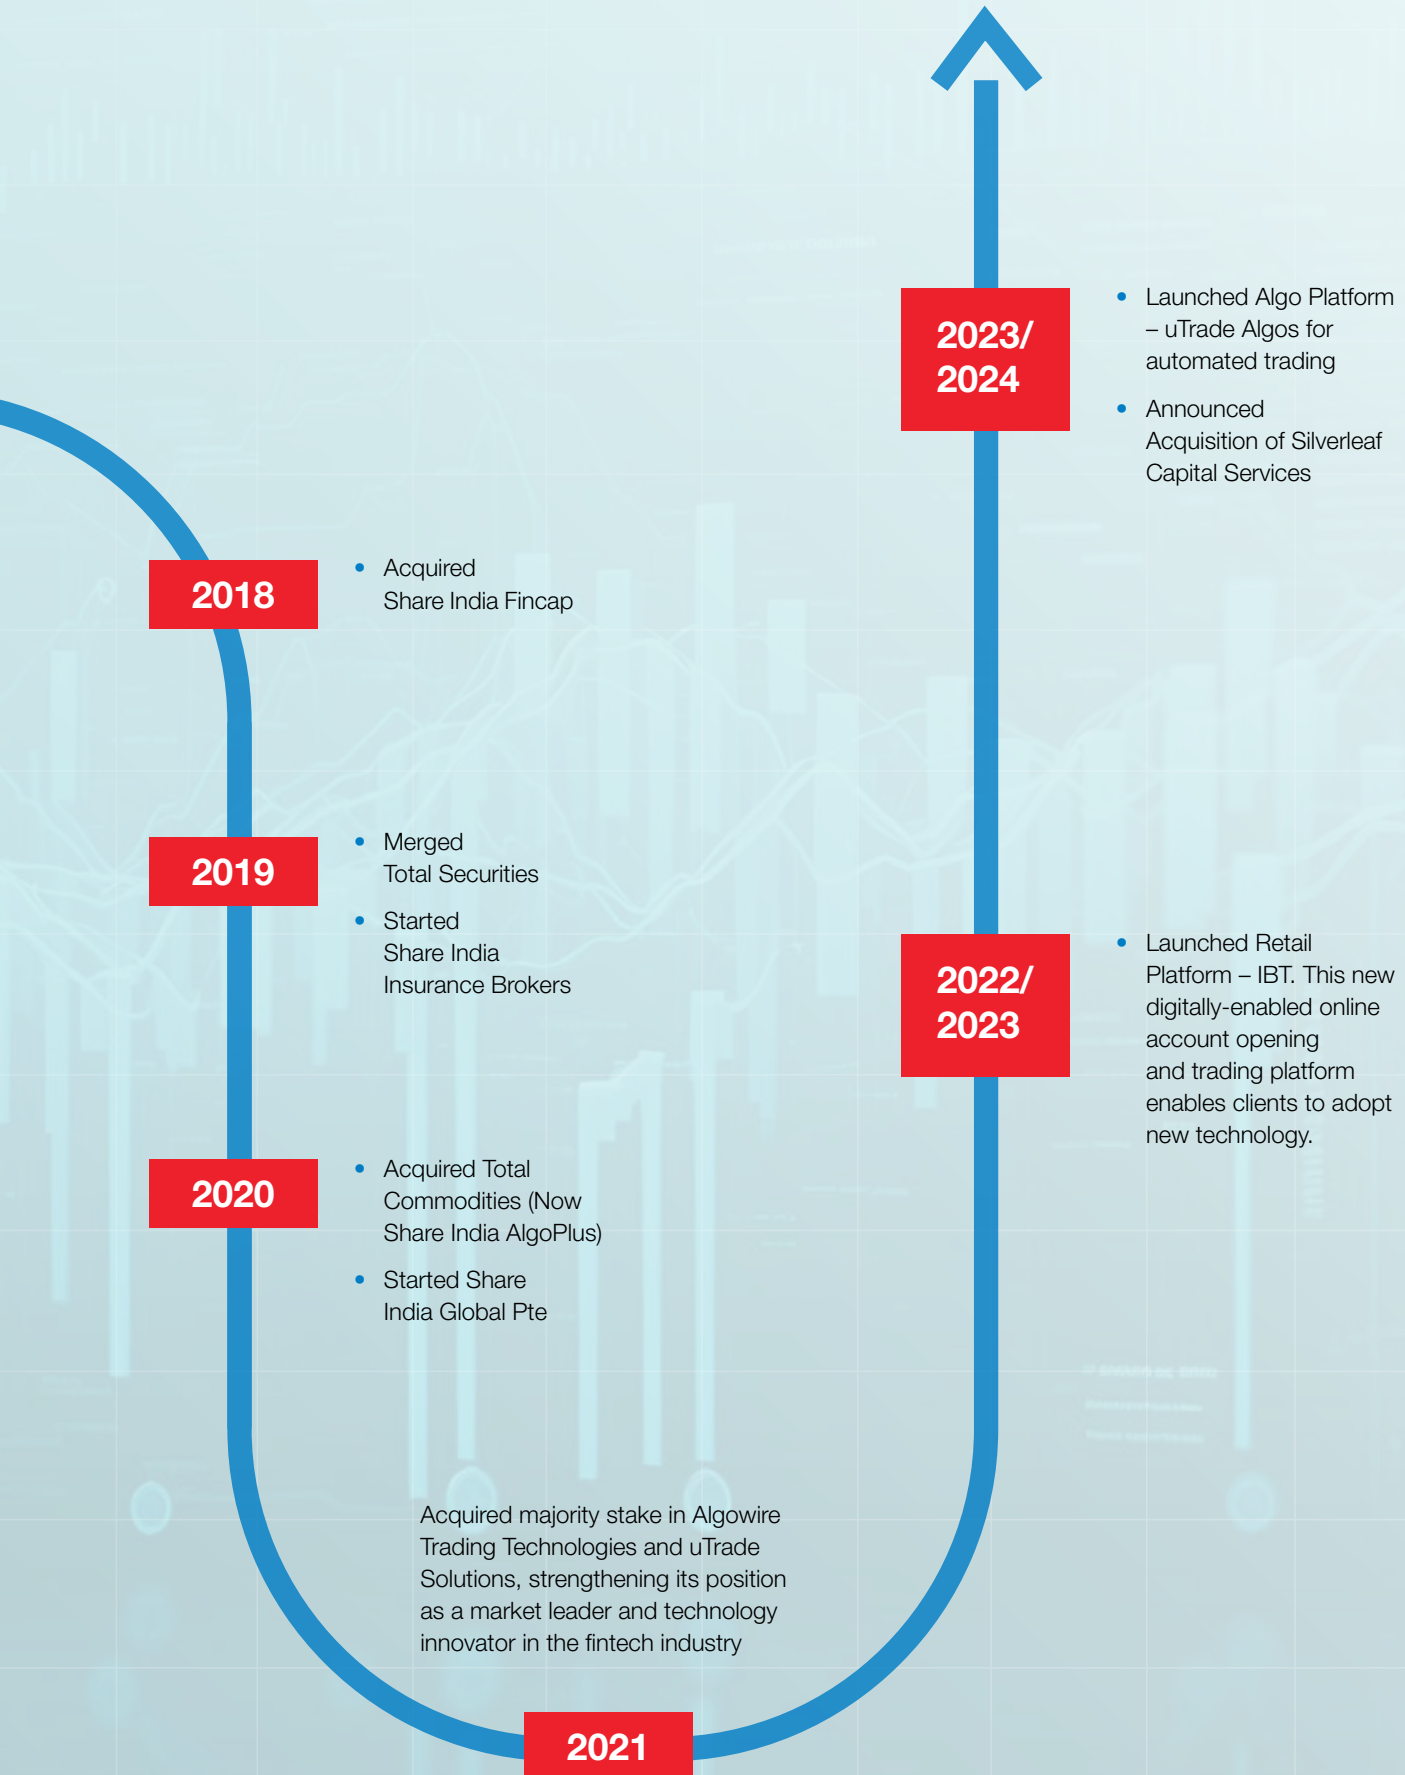 2018
• Acquired
Share India Fincap
2019
• Merged
Total Securities
• Started
Share India
Insurance Brokers
2020
• Acquired Total
Commodities (Now
Share India AlgoPlus)
• Started Share
India Global Pte
Acquired majority stake in Algowire
Trading Technologies and uTrade
Solutions, strengthening its position
as a market leader and technology
innovator in the fintech industry
2021
2022/
2023
• Launched Retail
Platform – IBT. This new
digitally-enabled online
account opening
and trading platform
enables clients to adopt
new technology.
2023/
2024
• Launched Algo Platform
– uTrade Algos for
automated trading
• Announced
Acquisition of Silverleaf
Capital Services